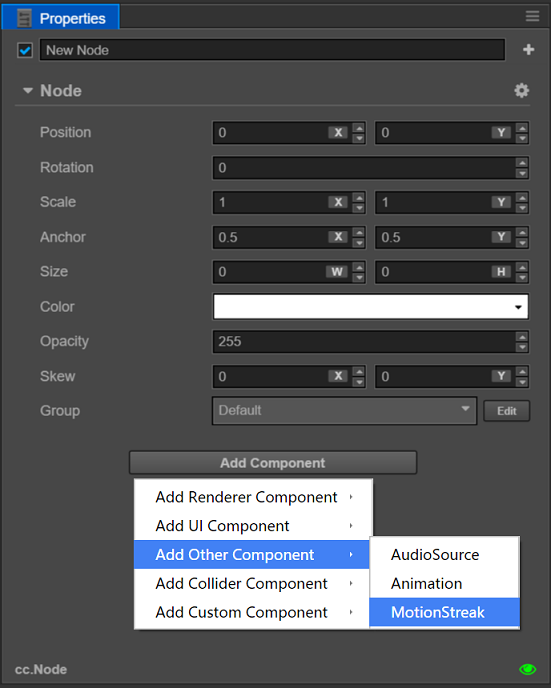 Properties
New Node
Node
Position 0 X 0 Y
Rotation 0
Scale 1 X 1 Y
Anchor 0.5 X 0.5 Y
Size 0 W 0 H
Color
Opacity 255
Skew 0 X 0 Y
Group Default Edit
Add Component
Add Renderer Component
Add UI Component
Add Other Component AudioSource
Add Collider Component Animation
Add Custom Component MotionStreak
cc.Node